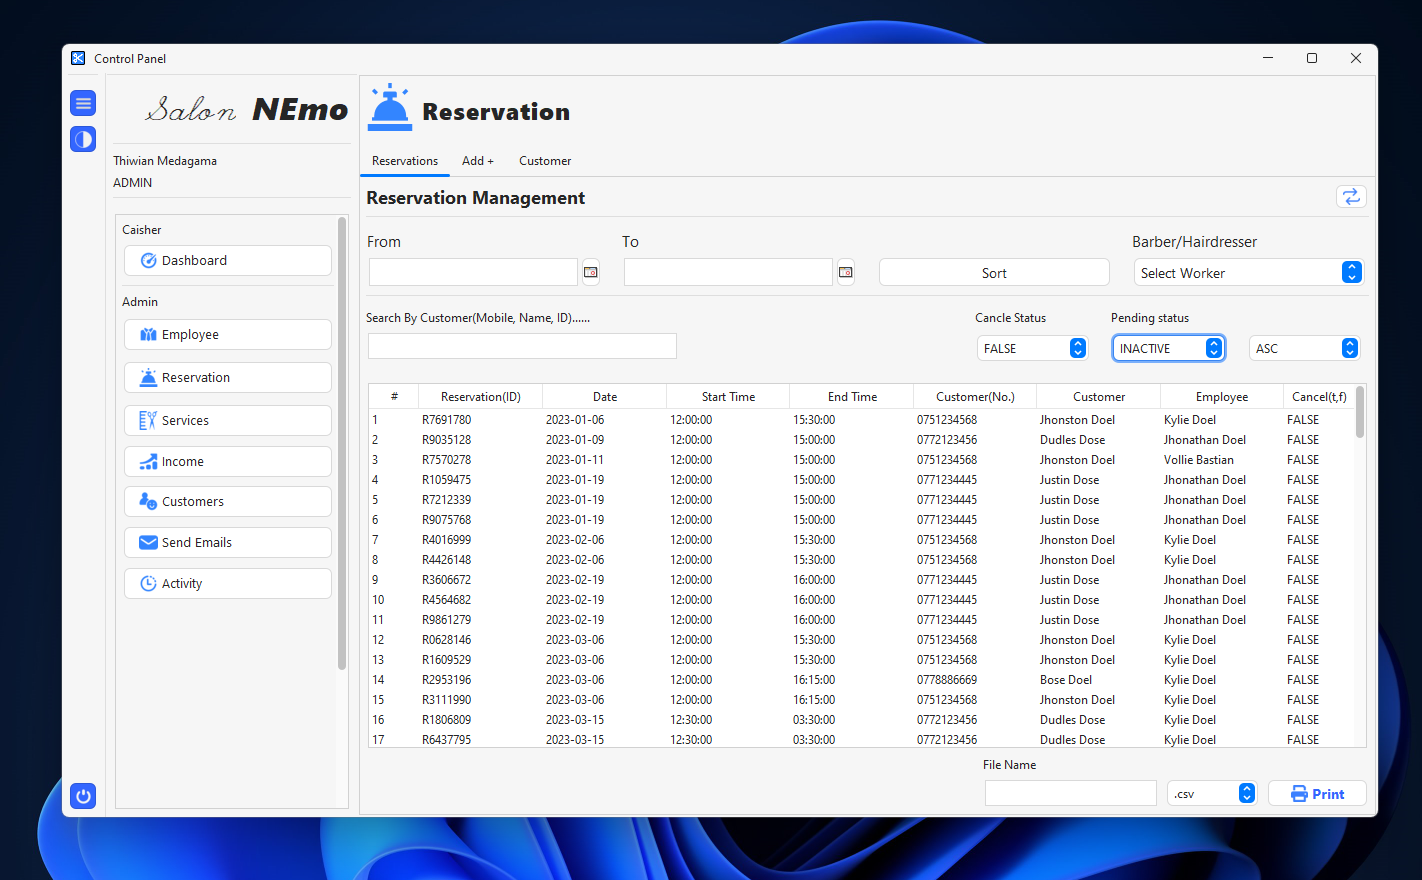 Control Panel
Salon NEmo
Thiwian Medagama
ADMIN
Caisher
Dashboard
Admin
Employee
Reservation
Services
Income
Customers
Send Emails
Activity
Reservation
Reservations Add + Customer
Reservation Management
From To Barber/Hairdresser
Sort Select Worker
Search By Customer(Mobile, Name, ID)...... Cancle Status Pending status
FALSE INACTIVE ASC
# Reservation(ID) Date Start Time End Time Customer(No.) Customer Employee Cancel(t,f)
1 R7691780 2023-01-06 12:00:00 15:30:00 0751234568 Jhonston Doel Kylie Doel FALSE
2 R9035128 2023-01-09 12:00:00 15:00:00 0772123456 Dudles Dose Jhonathan Doel FALSE
3 R7570278 2023-01-11 12:00:00 15:00:00 0751234568 Jhonston Doel Vollie Bastian FALSE
4 R1059475 2023-01-19 12:00:00 15:00:00 0771234445 Justin Dose Jhonathan Doel FALSE
5 R7212339 2023-01-19 12:00:00 15:00:00 0771234445 Justin Dose Jhonathan Doel FALSE
6 R9075768 2023-01-19 12:00:00 15:00:00 0771234445 Justin Dose Jhonathan Doel FALSE
7 R4016999 2023-02-06 12:00:00 15:30:00 0751234568 Jhonston Doel Kylie Doel FALSE
8 R4426148 2023-02-06 12:00:00 15:30:00 0751234568 Jhonston Doel Kylie Doel FALSE
9 R3606672 2023-02-19 12:00:00 16:00:00 0771234445 Justin Dose Jhonathan Doel FALSE
10 R4564682 2023-02-19 12:00:00 16:00:00 0771234445 Justin Dose Jhonathan Doel FALSE
11 R9861279 2023-02-19 12:00:00 16:00:00 0771234445 Justin Dose Jhonathan Doel FALSE
12 R0628146 2023-03-06 12:00:00 15:30:00 0751234568 Jhonston Doel Kylie Doel FALSE
13 R1609529 2023-03-06 12:00:00 15:30:00 0751234568 Jhonston Doel Kylie Doel FALSE
14 R2953196 2023-03-06 12:00:00 16:15:00 0778886669 Bose Doel Kylie Doel FALSE
15 R3111990 2023-03-06 12:00:00 16:15:00 0751234568 Jhonston Doel Kylie Doel FALSE
16 R1806809 2023-03-15 12:30:00 03:30:00 0772123456 Dudles Dose Kylie Doel FALSE
17 R6437795 2023-03-15 12:30:00 03:30:00 0772123456 Dudles Dose Kylie Doel FALSE
File Name
.csv Print